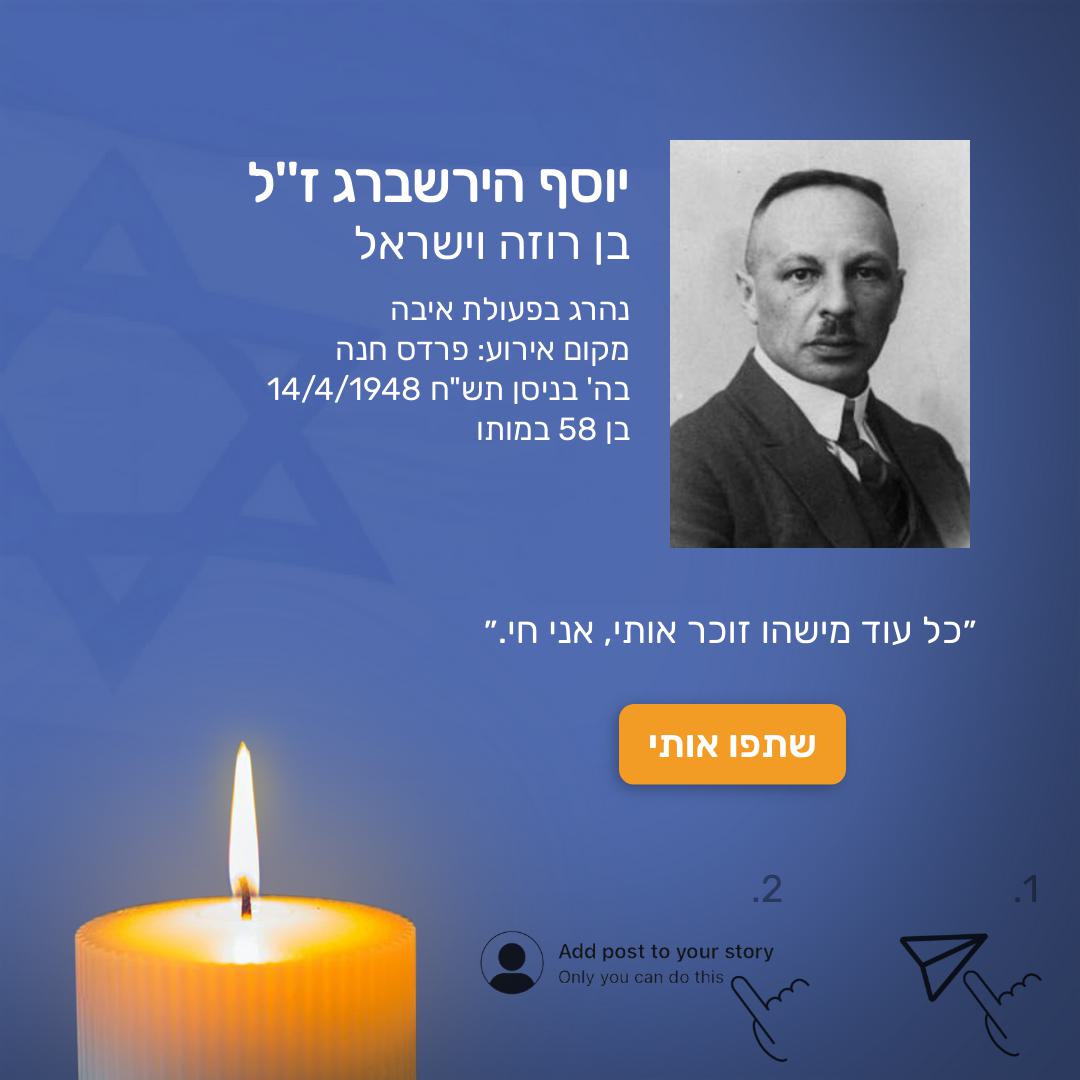 יוסף הירשברג ז"ל
בן רוזה וישראל
נהרג בפעולת איבה
מקום אירוע: פרדס חנה
בה' בניסן תש"ח 14/4/1948
בן 58 במותו
״כל עוד מישהו זוכר אותי, אני חי.״
שתפו אותי
1.
2.
Add post to your story
Only you can do this